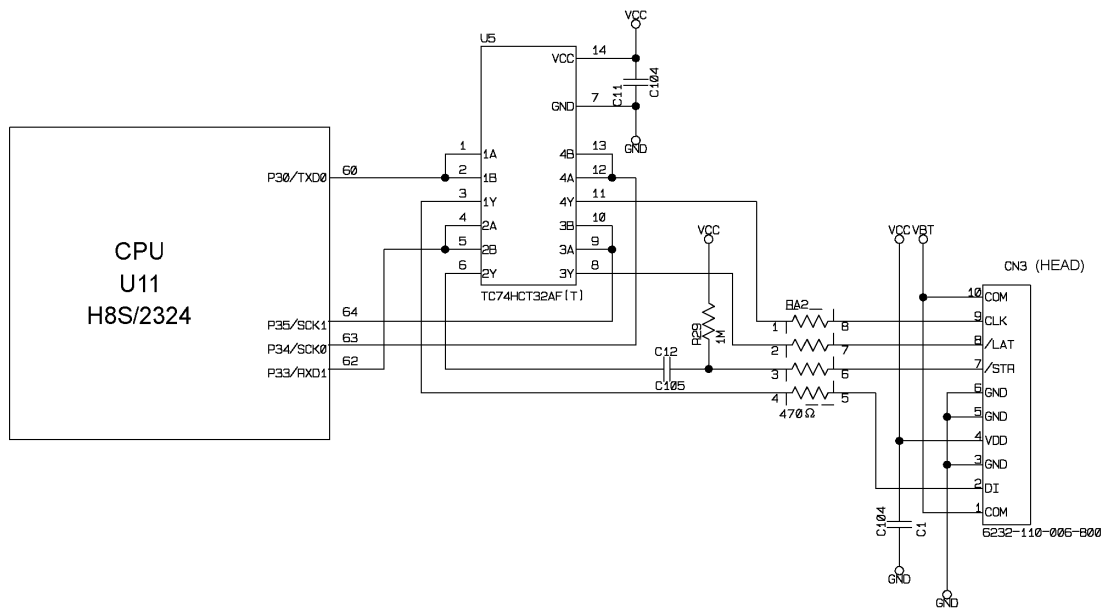 VCC
U5
VCC 14
C11
C104
GND 7
GND
1 1A 4B 13
P30/TXD0 60
2 1B 4A 12
3 1Y 4Y 11
4 2A 3B 10
5 2B 3A 9
6 2Y 3Y 8
TC74HCT32AF(T)
CPU
U11
H8S/2324
P35/SCK1 64
P34/SCK0 63
P33/RXD1 62
VCC
R29
1M
C12
C105
RA2
1 8
2 7
3 6
4 5
470Ω
VCC
VBT
CN3 (HEAD)
10 COM
9 CLK
8 /LAT
7 /STR
6 GND
5 GND
4 VDD
3 GND
2 DI
1 COM
6232-110-006-800
C104
C1
GND
GND